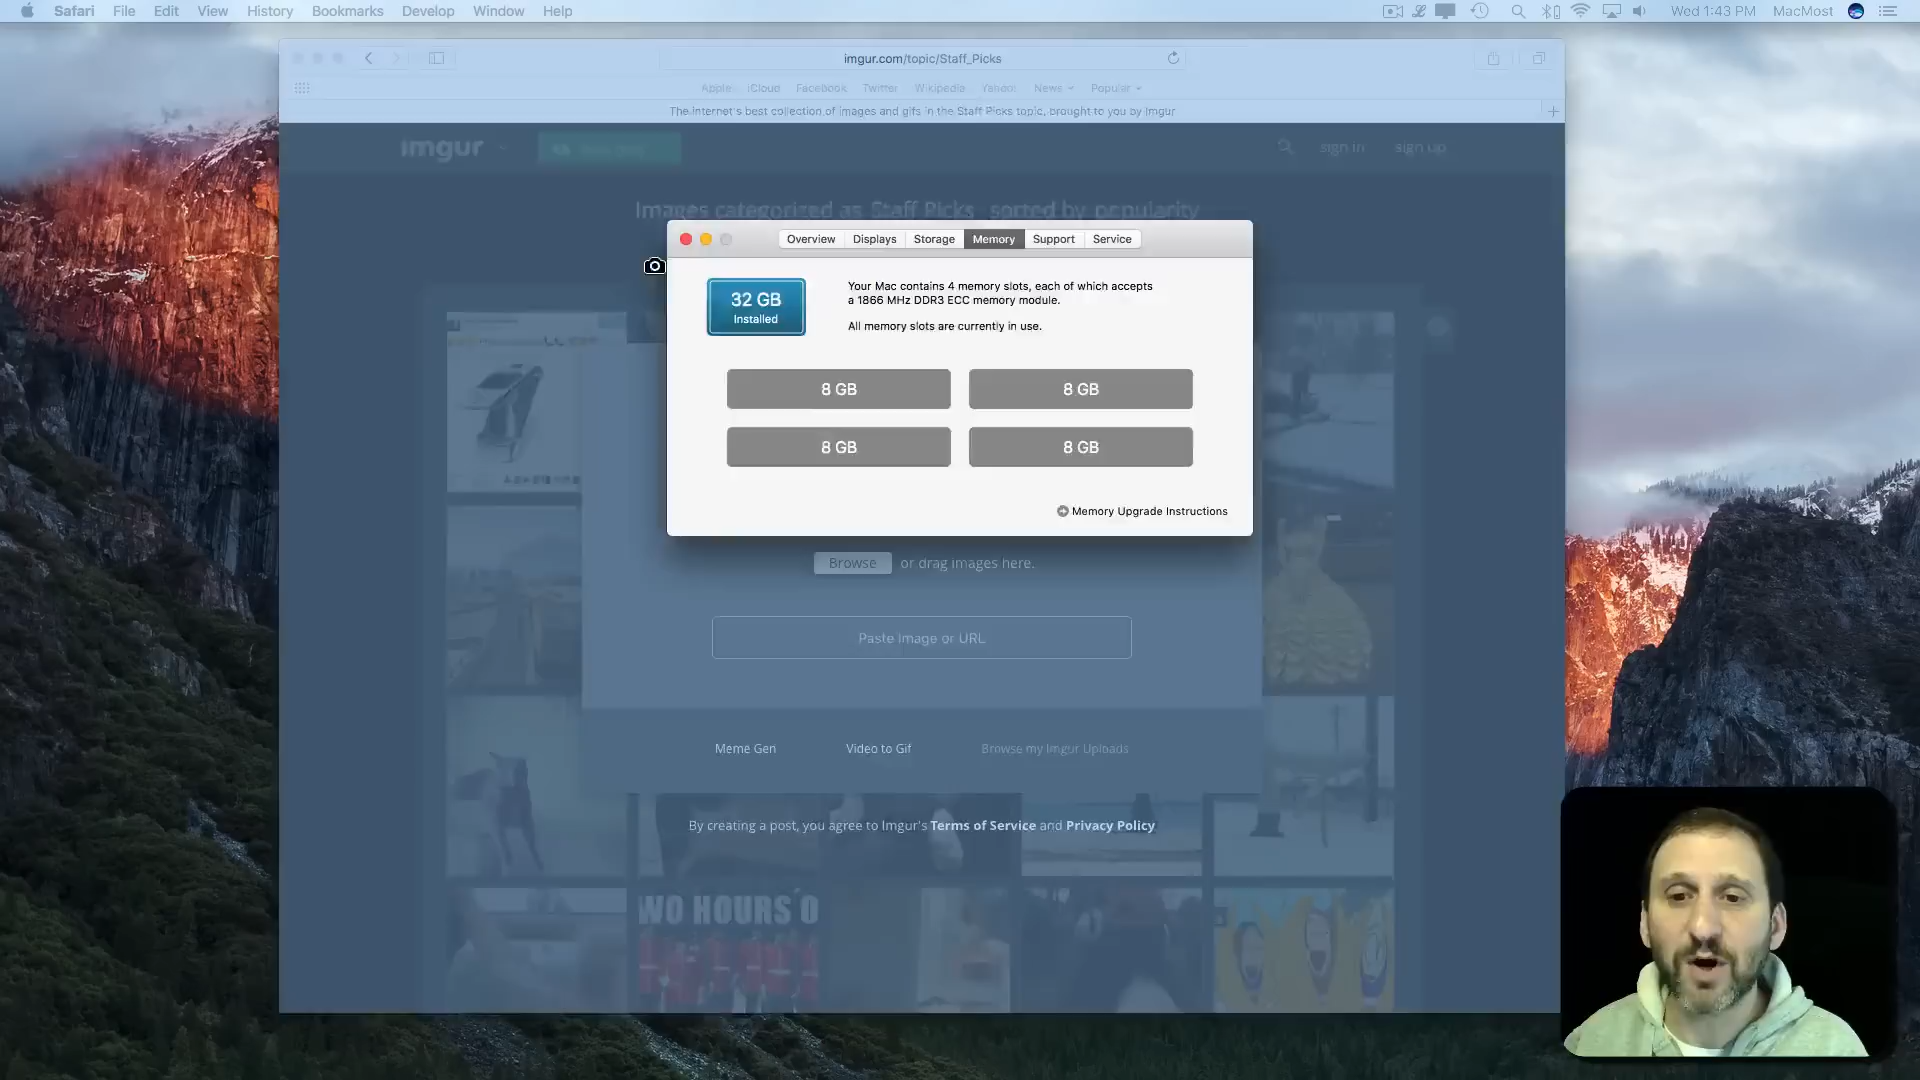 Safari File Edit View History Bookmarks Develop Window Help Wed 1:43 PM MacMost
imgur.com/topic/Staff_Picks
Apple iCloud Facebook Twitter Wikipedia Yahoo! News Popular
The Internet's best collection of images and gifs in the Staff Picks topic, brought to you by Imgur
imgur sign in sign up
Images categorized as Staff Picks sorted by popularity
Overview Displays Storage Memory Support Service
32 GB
Installed
Your Mac contains 4 memory slots, each of which accepts
a 1866 MHz DDR3 ECC memory module.
All memory slots are currently in use.
8 GB 8 GB
8 GB 8 GB
Memory Upgrade Instructions
Browse or drag images here.
Paste image or URL
Meme Gen Video to Gif Browse my Imgur Uploads
By creating a post, you agree to Imgur's Terms of Service and Privacy Policy
WO HOURS O